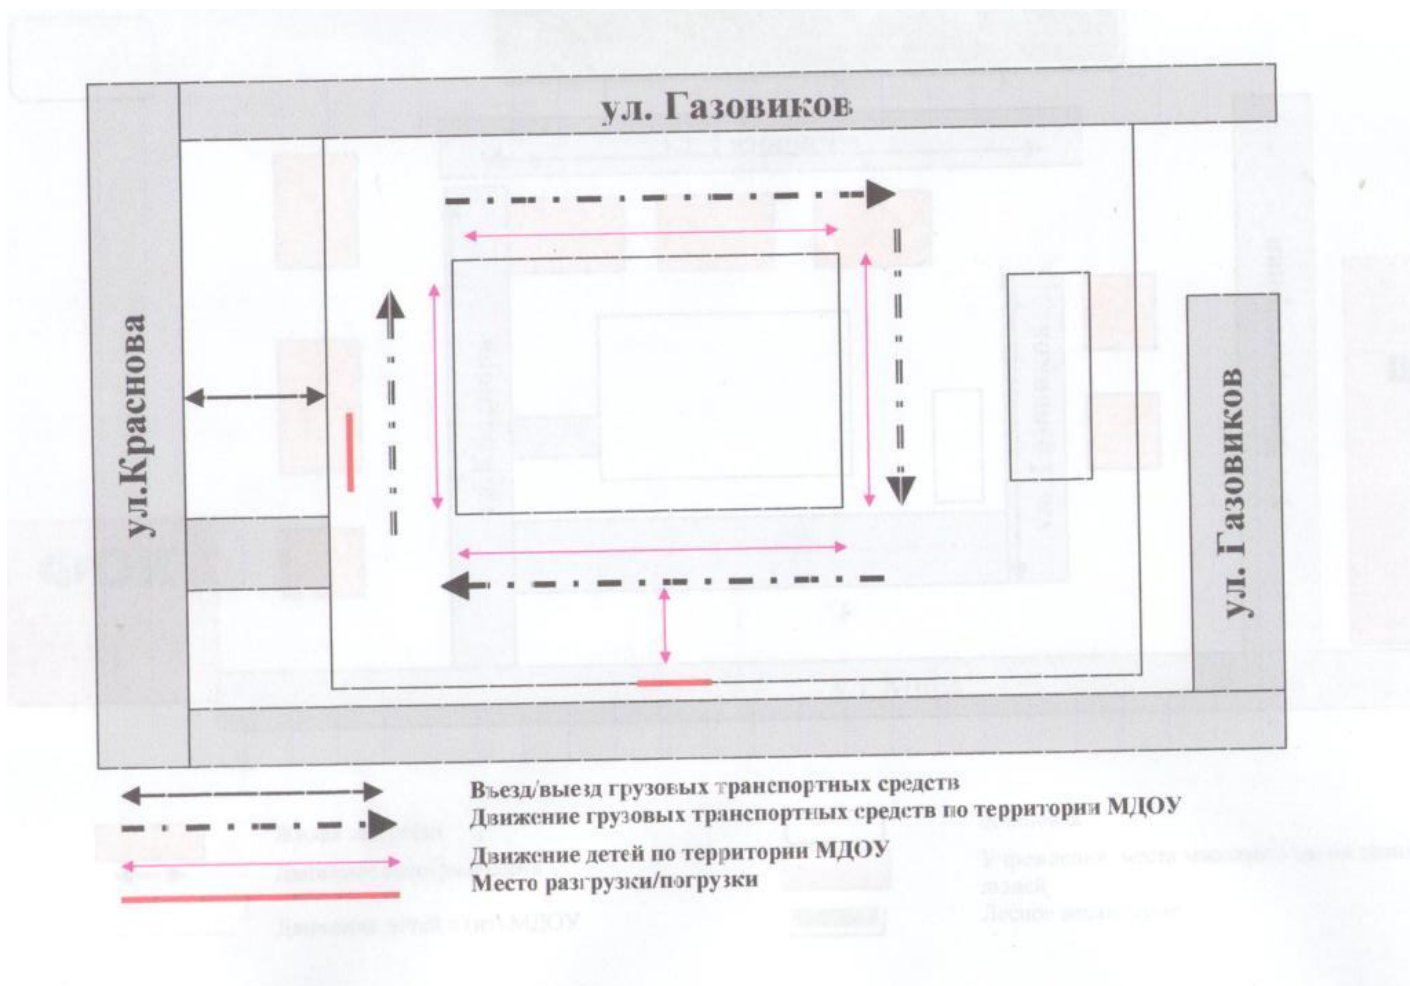 ул. Газовиков
ул.Краснова
ул. Газовиков
Въезд/выезд грузовых транспортных средств
Движение грузовых транспортных средств по территории МДОУ
Движение детей по территории МДОУ
Место разгрузки/погрузки